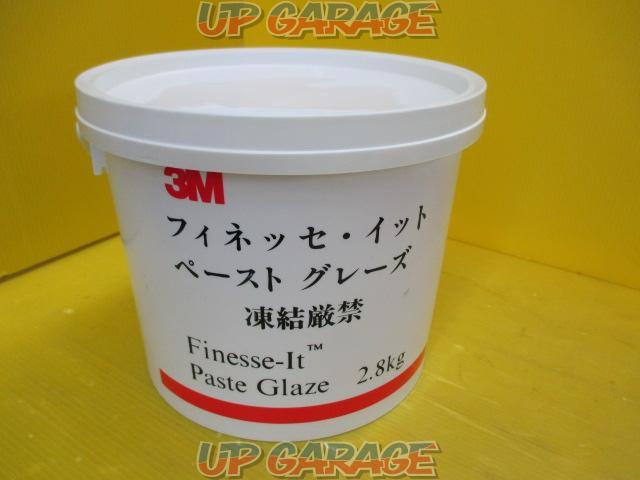 UP GARAGE
3M
フィネッセ・イット
ペースト グレーズ
凍結厳禁
Finesse-It™
Paste Glaze 2.8kg
UP GARAGE